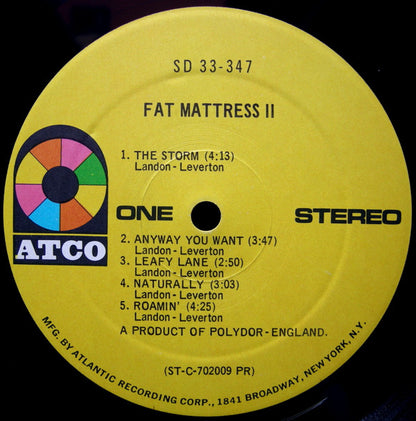 SD 33-347
FAT MATTRESS II
1. THE STORM (4:13)
Landon-Leverton
ATCO
ONE
STEREO
2. ANYWAY YOU WANT (3:47)
Landon-Leverton
3. LEAFY LANE (2:50)
Landon-Leverton
4. NATURALLY (3:03)
Landon-Leverton
5. ROAMIN' (4:25)
Landon-Leverton
A PRODUCT OF POLYDOR-ENGLAND.
(ST-C-702009 PR)
MFG. BY ATLANTIC RECORDING CORP., 1841 BROADWAY, NEW YORK, N.Y.